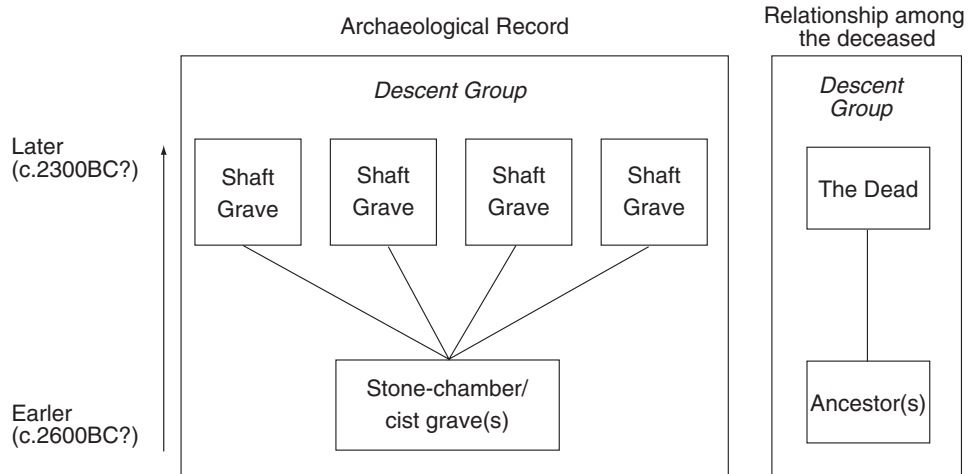 Archaeological Record
Relationship among
the deceased
Descent Group
Descent
Group
Later
(c.2300BC?)
Shaft
Grave
Shaft
Grave
Shaft
Grave
Shaft
Grave
The Dead
Stone-chamber/
cist grave(s)
Ancestor(s)
Earler
(c.2600BC?)